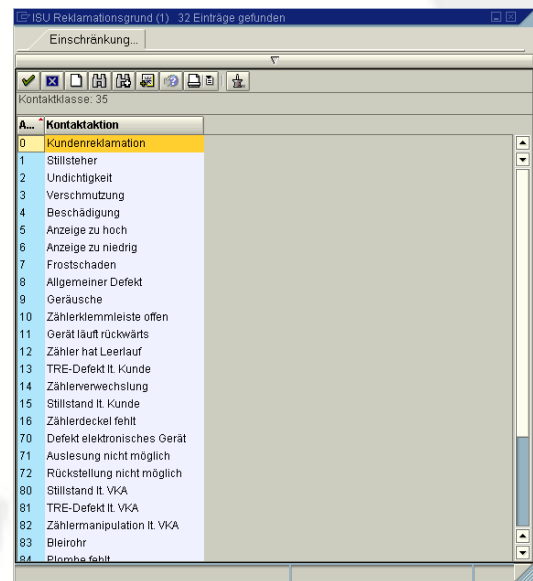 ISU Reklamationsgrund (1) 32 Einträge gefunden
Einschränkung...
Kontaktklasse: 35
A... Kontaktaktion
0 Kundenreklamation
1 Stillsteher
2 Undichtigkeit
3 Verschmutzung
4 Beschädigung
5 Anzeige zu hoch
6 Anzeige zu niedrig
7 Frostschaden
8 Allgemeiner Defekt
9 Geräusche
10 Zählerklemmleiste offen
11 Gerät läuft rückwärts
12 Zähler hat Leerlauf
13 TRE-Defekt lt. Kunde
14 Zählerverwechslung
15 Stillstand lt. Kunde
16 Zählerdeckel fehlt
70 Defekt elektronisches Gerät
71 Auslesung nicht möglich
72 Rückstellung nicht möglich
80 Stillstand lt. VKA
81 TRE-Defekt lt. VKA
82 Zählermanipulation lt. VKA
83 Bleirohr
84 Plombe fehlt